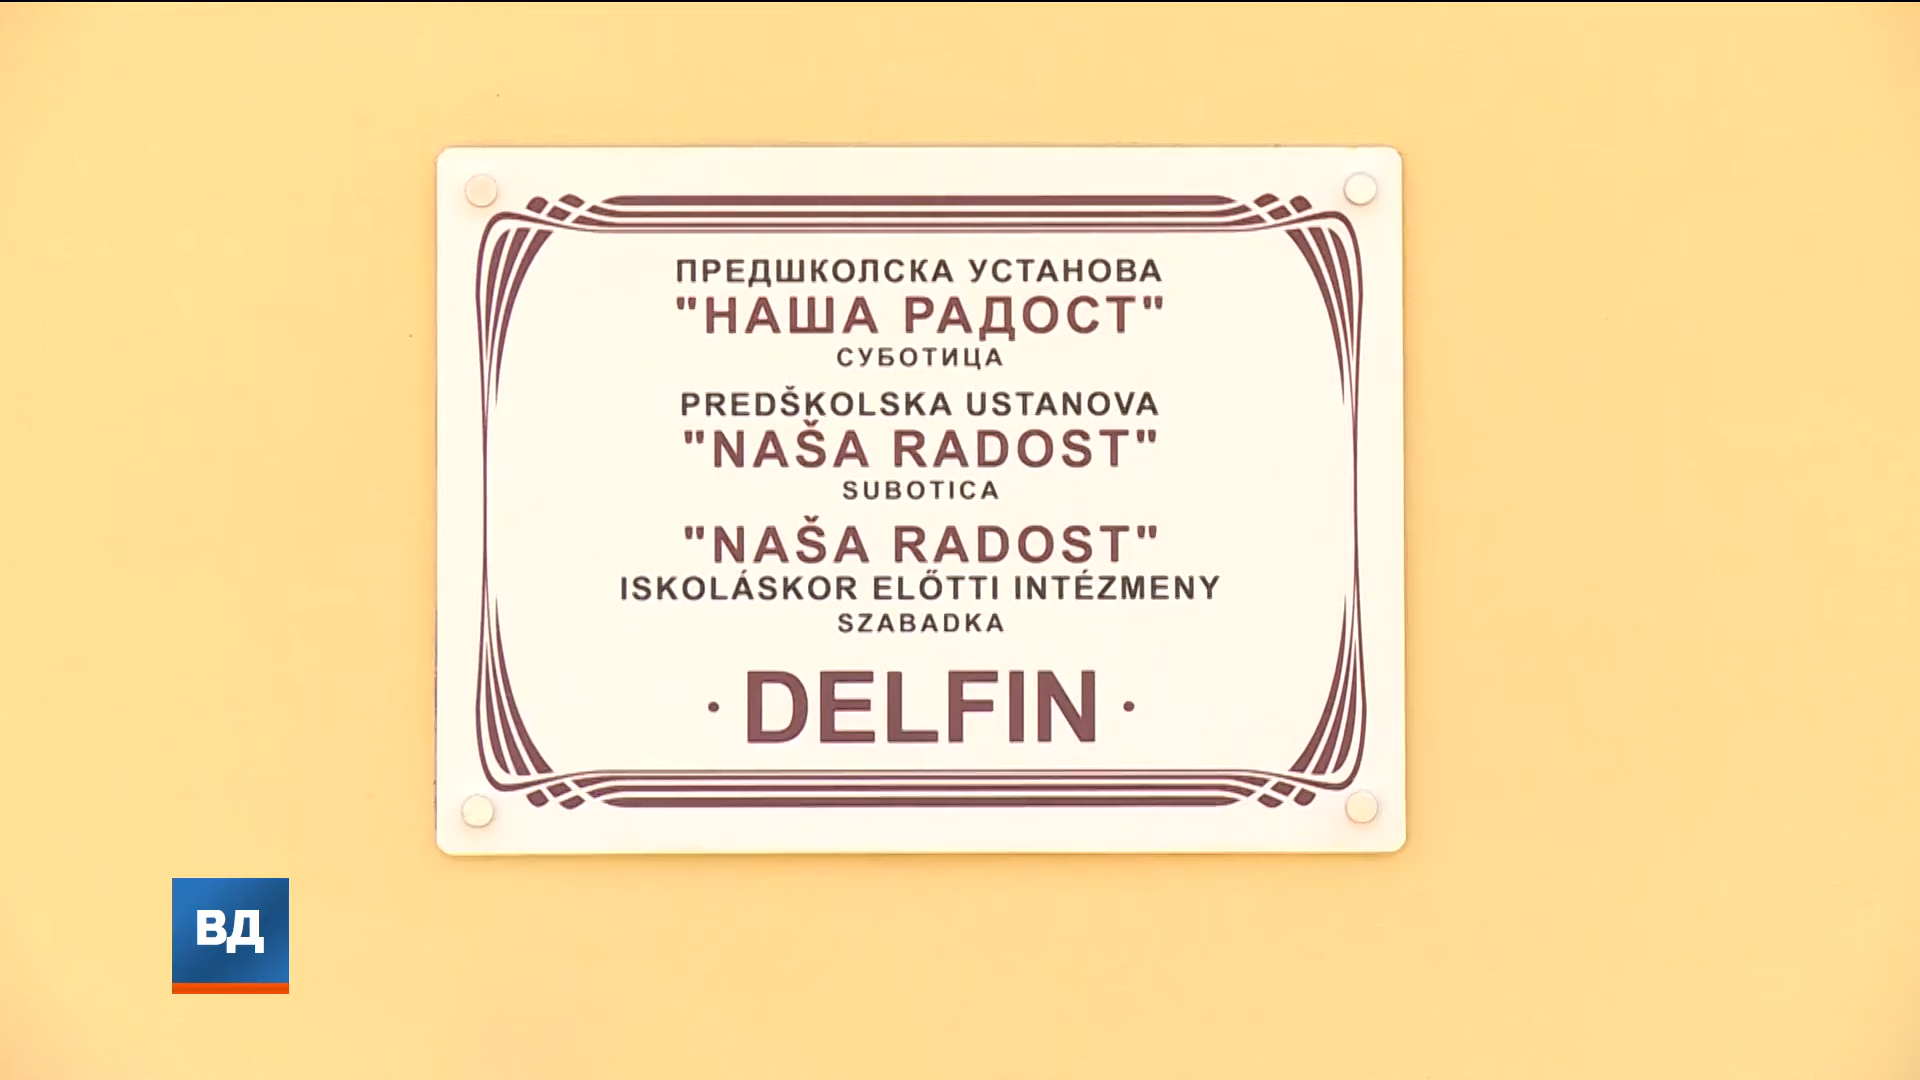 ПРЕДШКОЛСКА УСТАНОВА
"НАША РАДОСТ"
СУБОТИЦА
PREDŠKOLSKA USTANOVA
"NAŠA RADOST"
SUBOTICA
"NAŠA RADOST"
ISKOLÁSKOR ELŐTTI INTÉZMENY
SZABADKA
· DELFIN ·
ВД